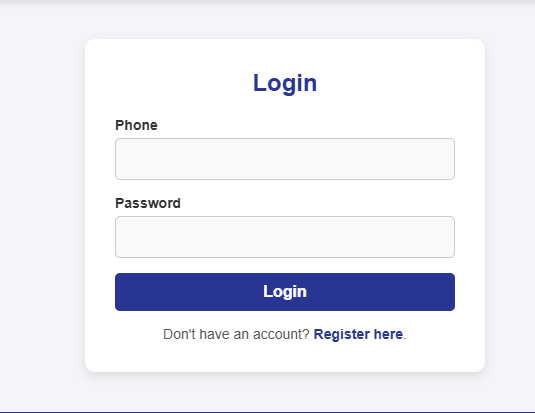 Login
Phone
Password
Login
Don't have an account? Register here.